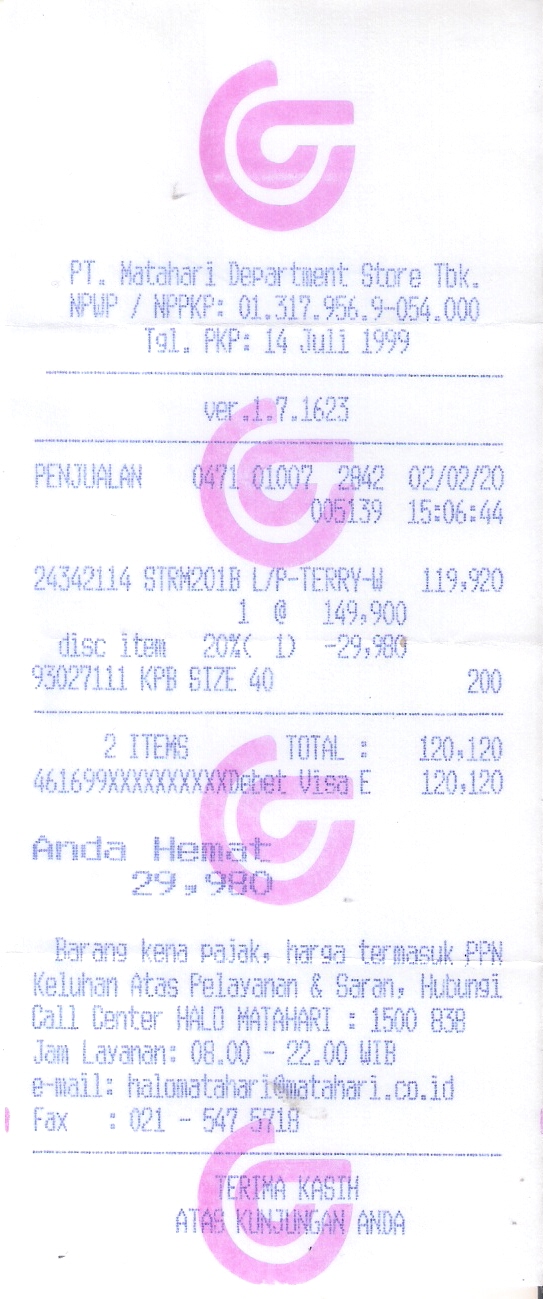 PT. Matahari Department Store Tbk.
NPWP / NPPKP: 01.317.956.9-054.000
Tgl. PKP: 14 Juli 1999
ver.1.7.1623
PENJUALAN 0471 01007 2842 02/02/20
005139 15:06:44
24342114 STRM201B L/P-TERRY-W 119,920
1 @ 149,900
disc item 20%( 1) -29,980
93027111 KPB SIZE 40 200
2 ITEMS TOTAL : 120,120
461699XXXXXXXXXXDebet Visa E 120,120
Anda Hemat
29,980
Barang kena pajak, harga termasuk PPN
Keluhan Atas Pelayanan & Saran, Hubungi
Call Center HALO MATAHARI : 1500 838
Jam Layanan: 08.00 - 22.00 WIB
e-mail: halomatahari@matahari.co.id
Fax : 021 - 547 5718
TERIMA KASIH
ATAS KUNJUNGAN ANDA